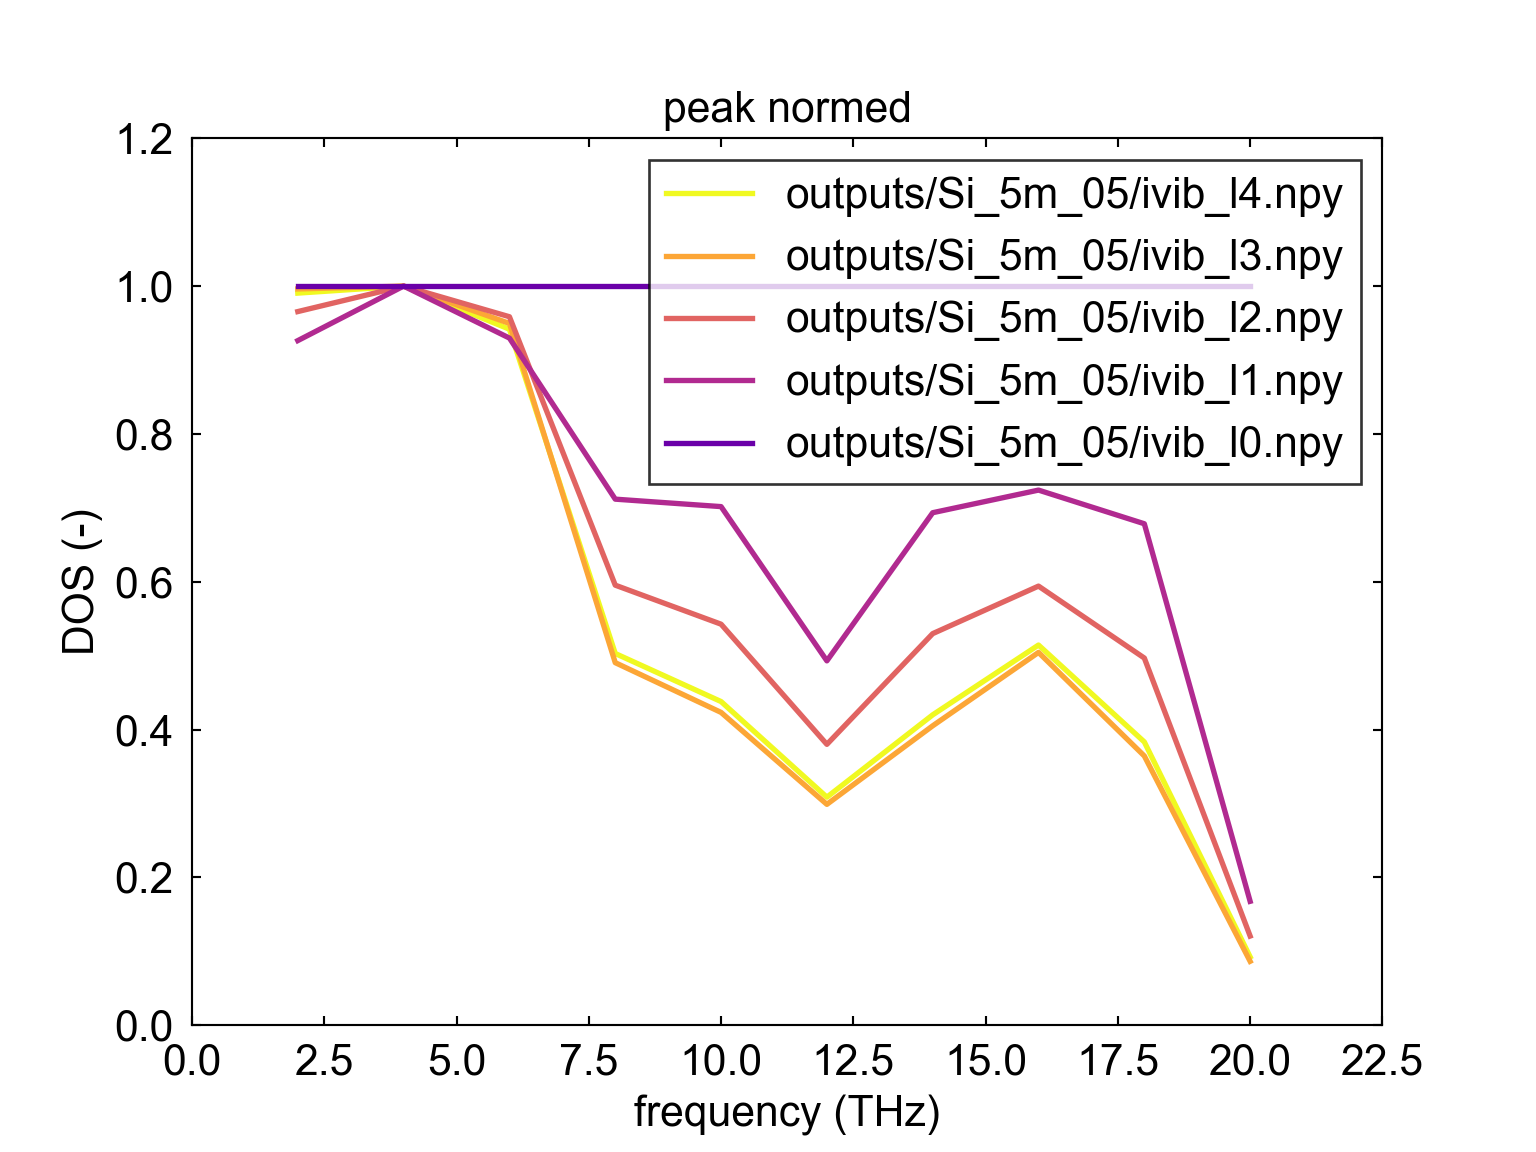 peak normed
1.2
1.0
0.8
0.6
0.4
0.2
0.0
DOS (-)
outputs/Si_5m_05/ivib_l4.npy
outputs/Si_5m_05/ivib_l3.npy
outputs/Si_5m_05/ivib_l2.npy
outputs/Si_5m_05/ivib_l1.npy
outputs/Si_5m_05/ivib_l0.npy
0.0 2.5 5.0 7.5 10.0 12.5 15.0 17.5 20.0 22.5
frequency (THz)